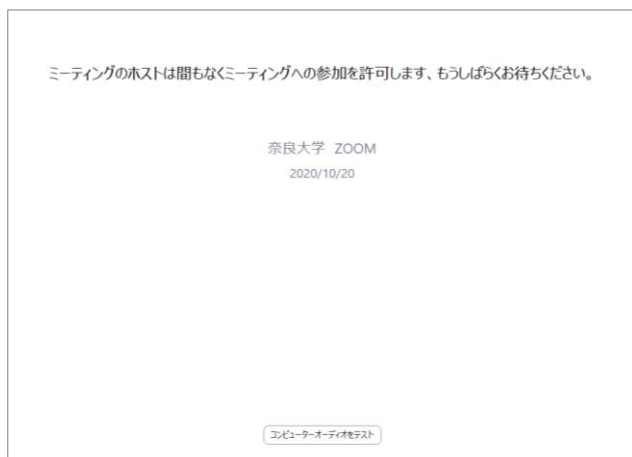 ミーティングのホストは間もなくミーティングへの参加を許可します、もうしばらくお待ちください。
奈良大学 ZOOM
2020/10/20
コンピューターオーディオをテスト